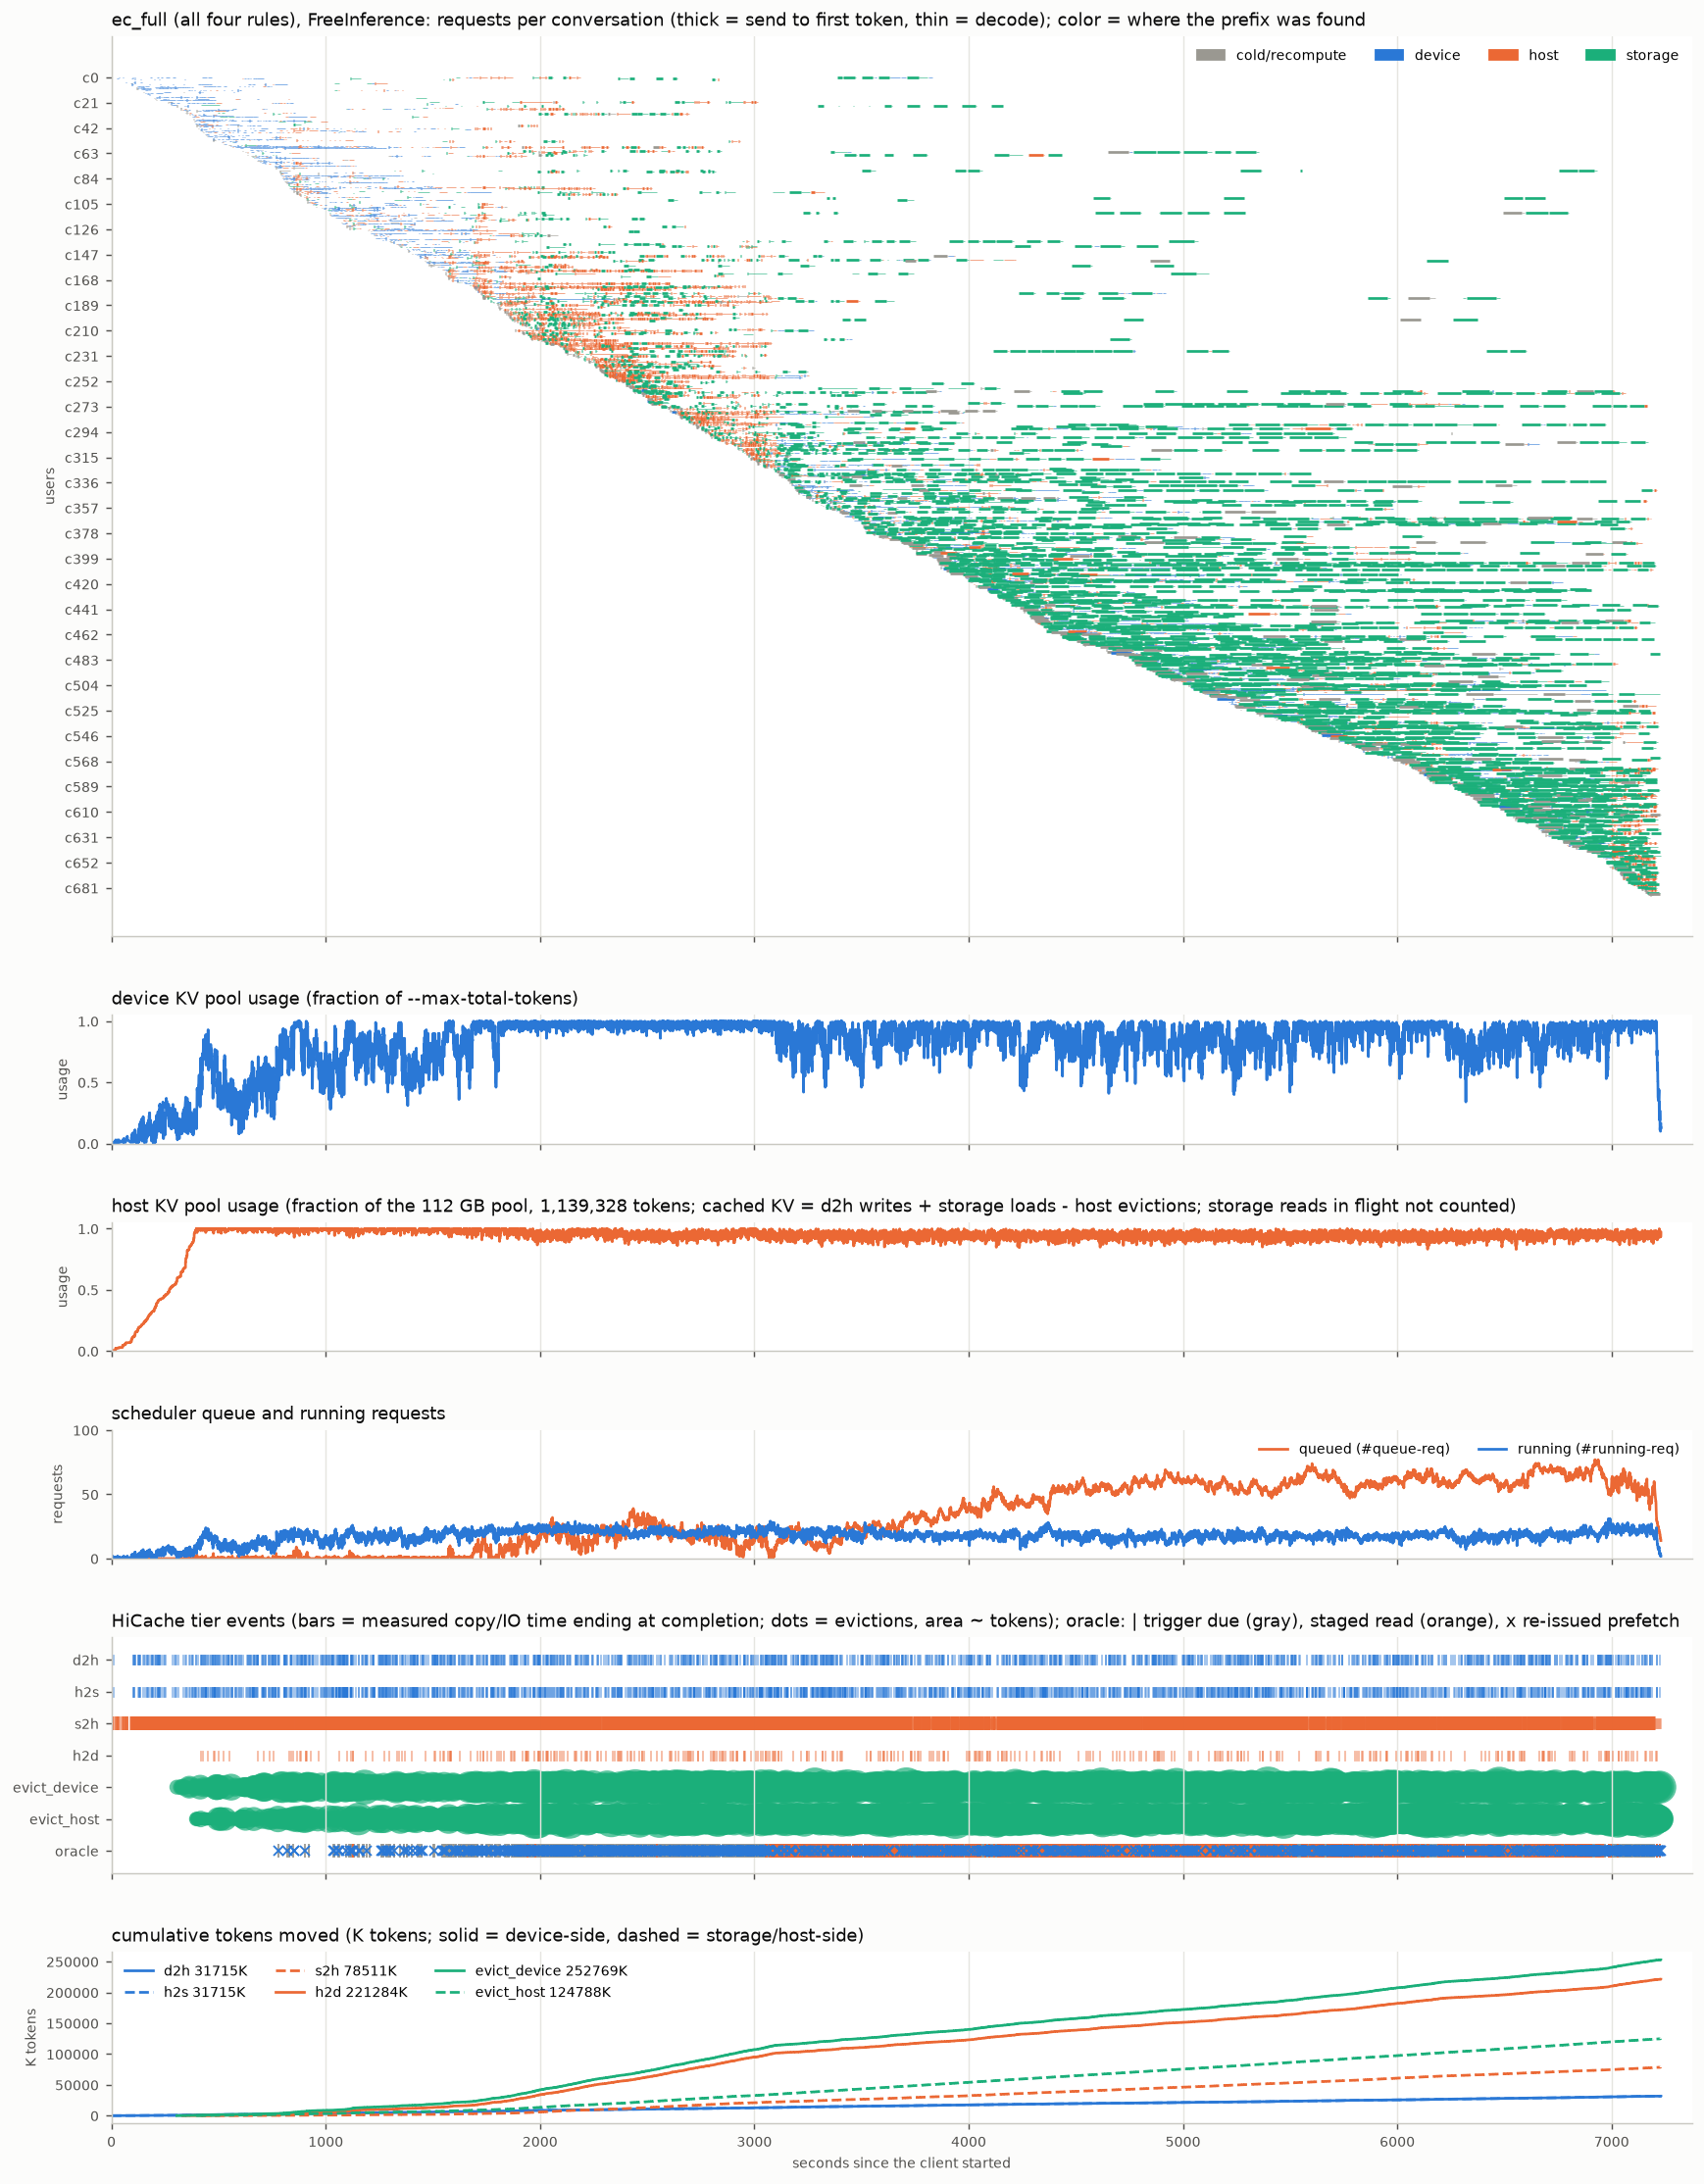 ec_full (all four rules), FreeInference: requests per conversation (thick = send to first token, thin = decode); color = where the prefix was found
cold/recompute device host storage
c0
c21
c42
c63
c84
c105
c126
c147
c168
c189
c210
c231
c252
c273
c294
c315
c336
c357
c378
c399
c420
c441
c462
c483
c504
c525
c546
c568
c589
c610
c631
c652
c681
users
device KV pool usage (fraction of --max-total-tokens)
1.0
0.5
0.0
usage
host KV pool usage (fraction of the 112 GB pool, 1,139,328 tokens; cached KV = d2h writes + storage loads - host evictions; storage reads in flight not counted)
1.0
0.5
0.0
usage
scheduler queue and running requests
queued (#queue-req) running (#running-req)
100
50
0
requests
HiCache tier events (bars = measured copy/IO time ending at completion; dots = evictions, area ~ tokens); oracle: | trigger due (gray), staged read (orange), x re-issued prefetch
d2h
h2s
s2h
h2d
evict_device
evict_host
oracle
cumulative tokens moved (K tokens; solid = device-side, dashed = storage/host-side)
d2h 31715K s2h 78511K evict_device 252769K
h2s 31715K h2d 221284K evict_host 124788K
250000
200000
150000
100000
50000
0
K tokens
0 1000 2000 3000 4000 5000 6000 7000
seconds since the client started